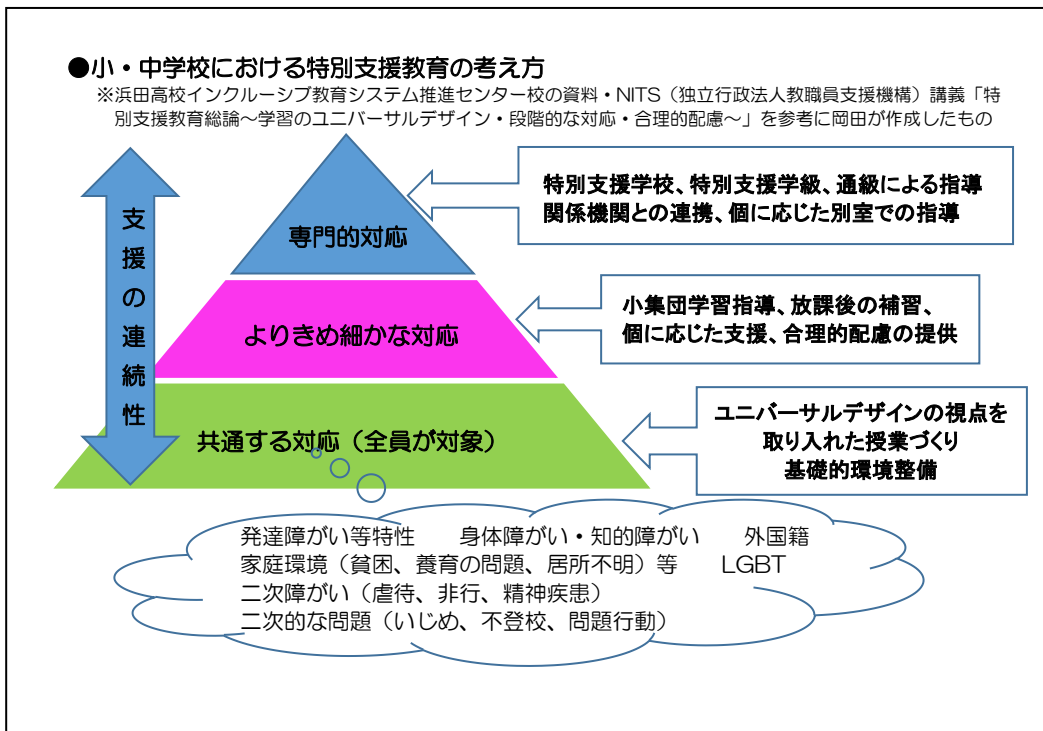 ●小・中学校における特別支援教育の考え方
※浜田高校インクルーシブ教育システム推進センター校の資料・NITS（独立行政法人教職員支援機構）講義「特
別支援教育総論～学習のユニバーサルデザイン・段階的な対応・合理的配慮～」を参考に岡田が作成したもの
支援の連続性
専門的対応
特別支援学校、特別支援学級、通級による指導
関係機関との連携、個に応じた別室での指導
よりきめ細かな対応
小集団学習指導、放課後の補習、
個に応じた支援、合理的配慮の提供
共通する対応（全員が対象）
ユニバーサルデザインの視点を
取り入れた授業づくり
基礎的環境整備
発達障がい等特性　　身体障がい・知的障がい　　外国籍
家庭環境（貧困、養育の問題、居所不明）等　　LGBT
二次障がい（虐待、非行、精神疾患）
二次的な問題（いじめ、不登校、問題行動）